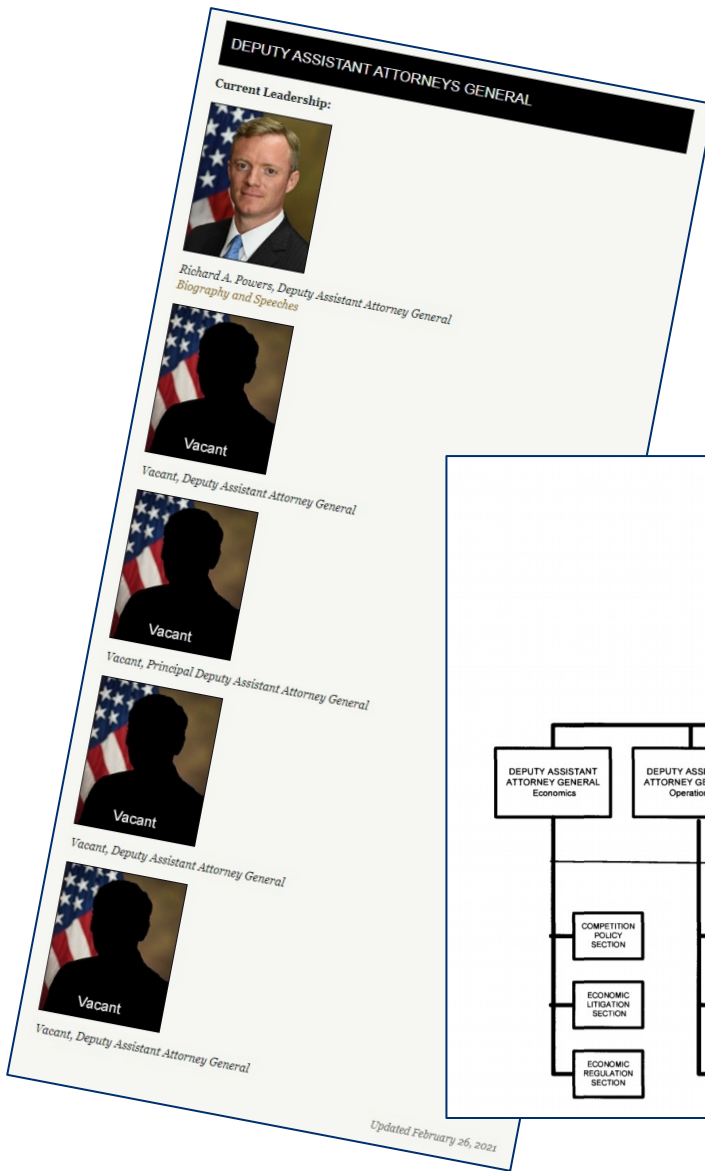 DEPUTY ASSISTANT ATTORNEYS GENERAL
Current Leadership:
Richard A. Powers, Deputy Assistant Attorney General
Biography and Speeches
Vacant
Vacant, Deputy Assistant Attorney General
Vacant
Vacant, Principal Deputy Assistant Attorney General
Vacant
Vacant, Deputy Assistant Attorney General
Vacant
Vacant, Deputy Assistant Attorney General
Updated February 26, 2021
DEPUTY ASSISTANT
ATTORNEY GENERAL
Economics
DEPUTY
ATTORNEY
COMPETITION
POLICY
SECTION
ECONOMIC
LITIGATION
SECTION
ECONOMIC
REGULATION
SECTION